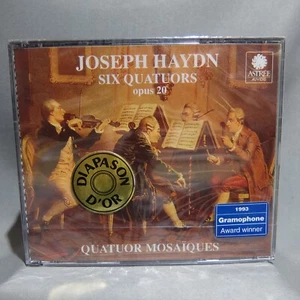 JOSEPH HAYDN
SIX QUATUORS
opus 20
ASTRÉE
DIAPASON
D'OR
1993
Gramophone
Award winner
QUATUOR MOSAÏQUES